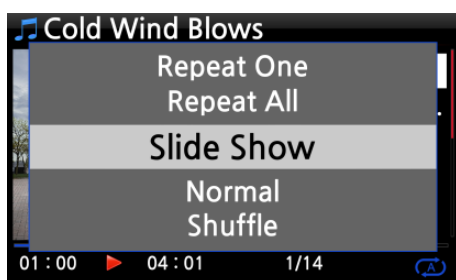 Cold Wind Blows
Repeat One
Repeat All
Slide Show
Normal
Shuffle
01:00 04:01 1/14
A